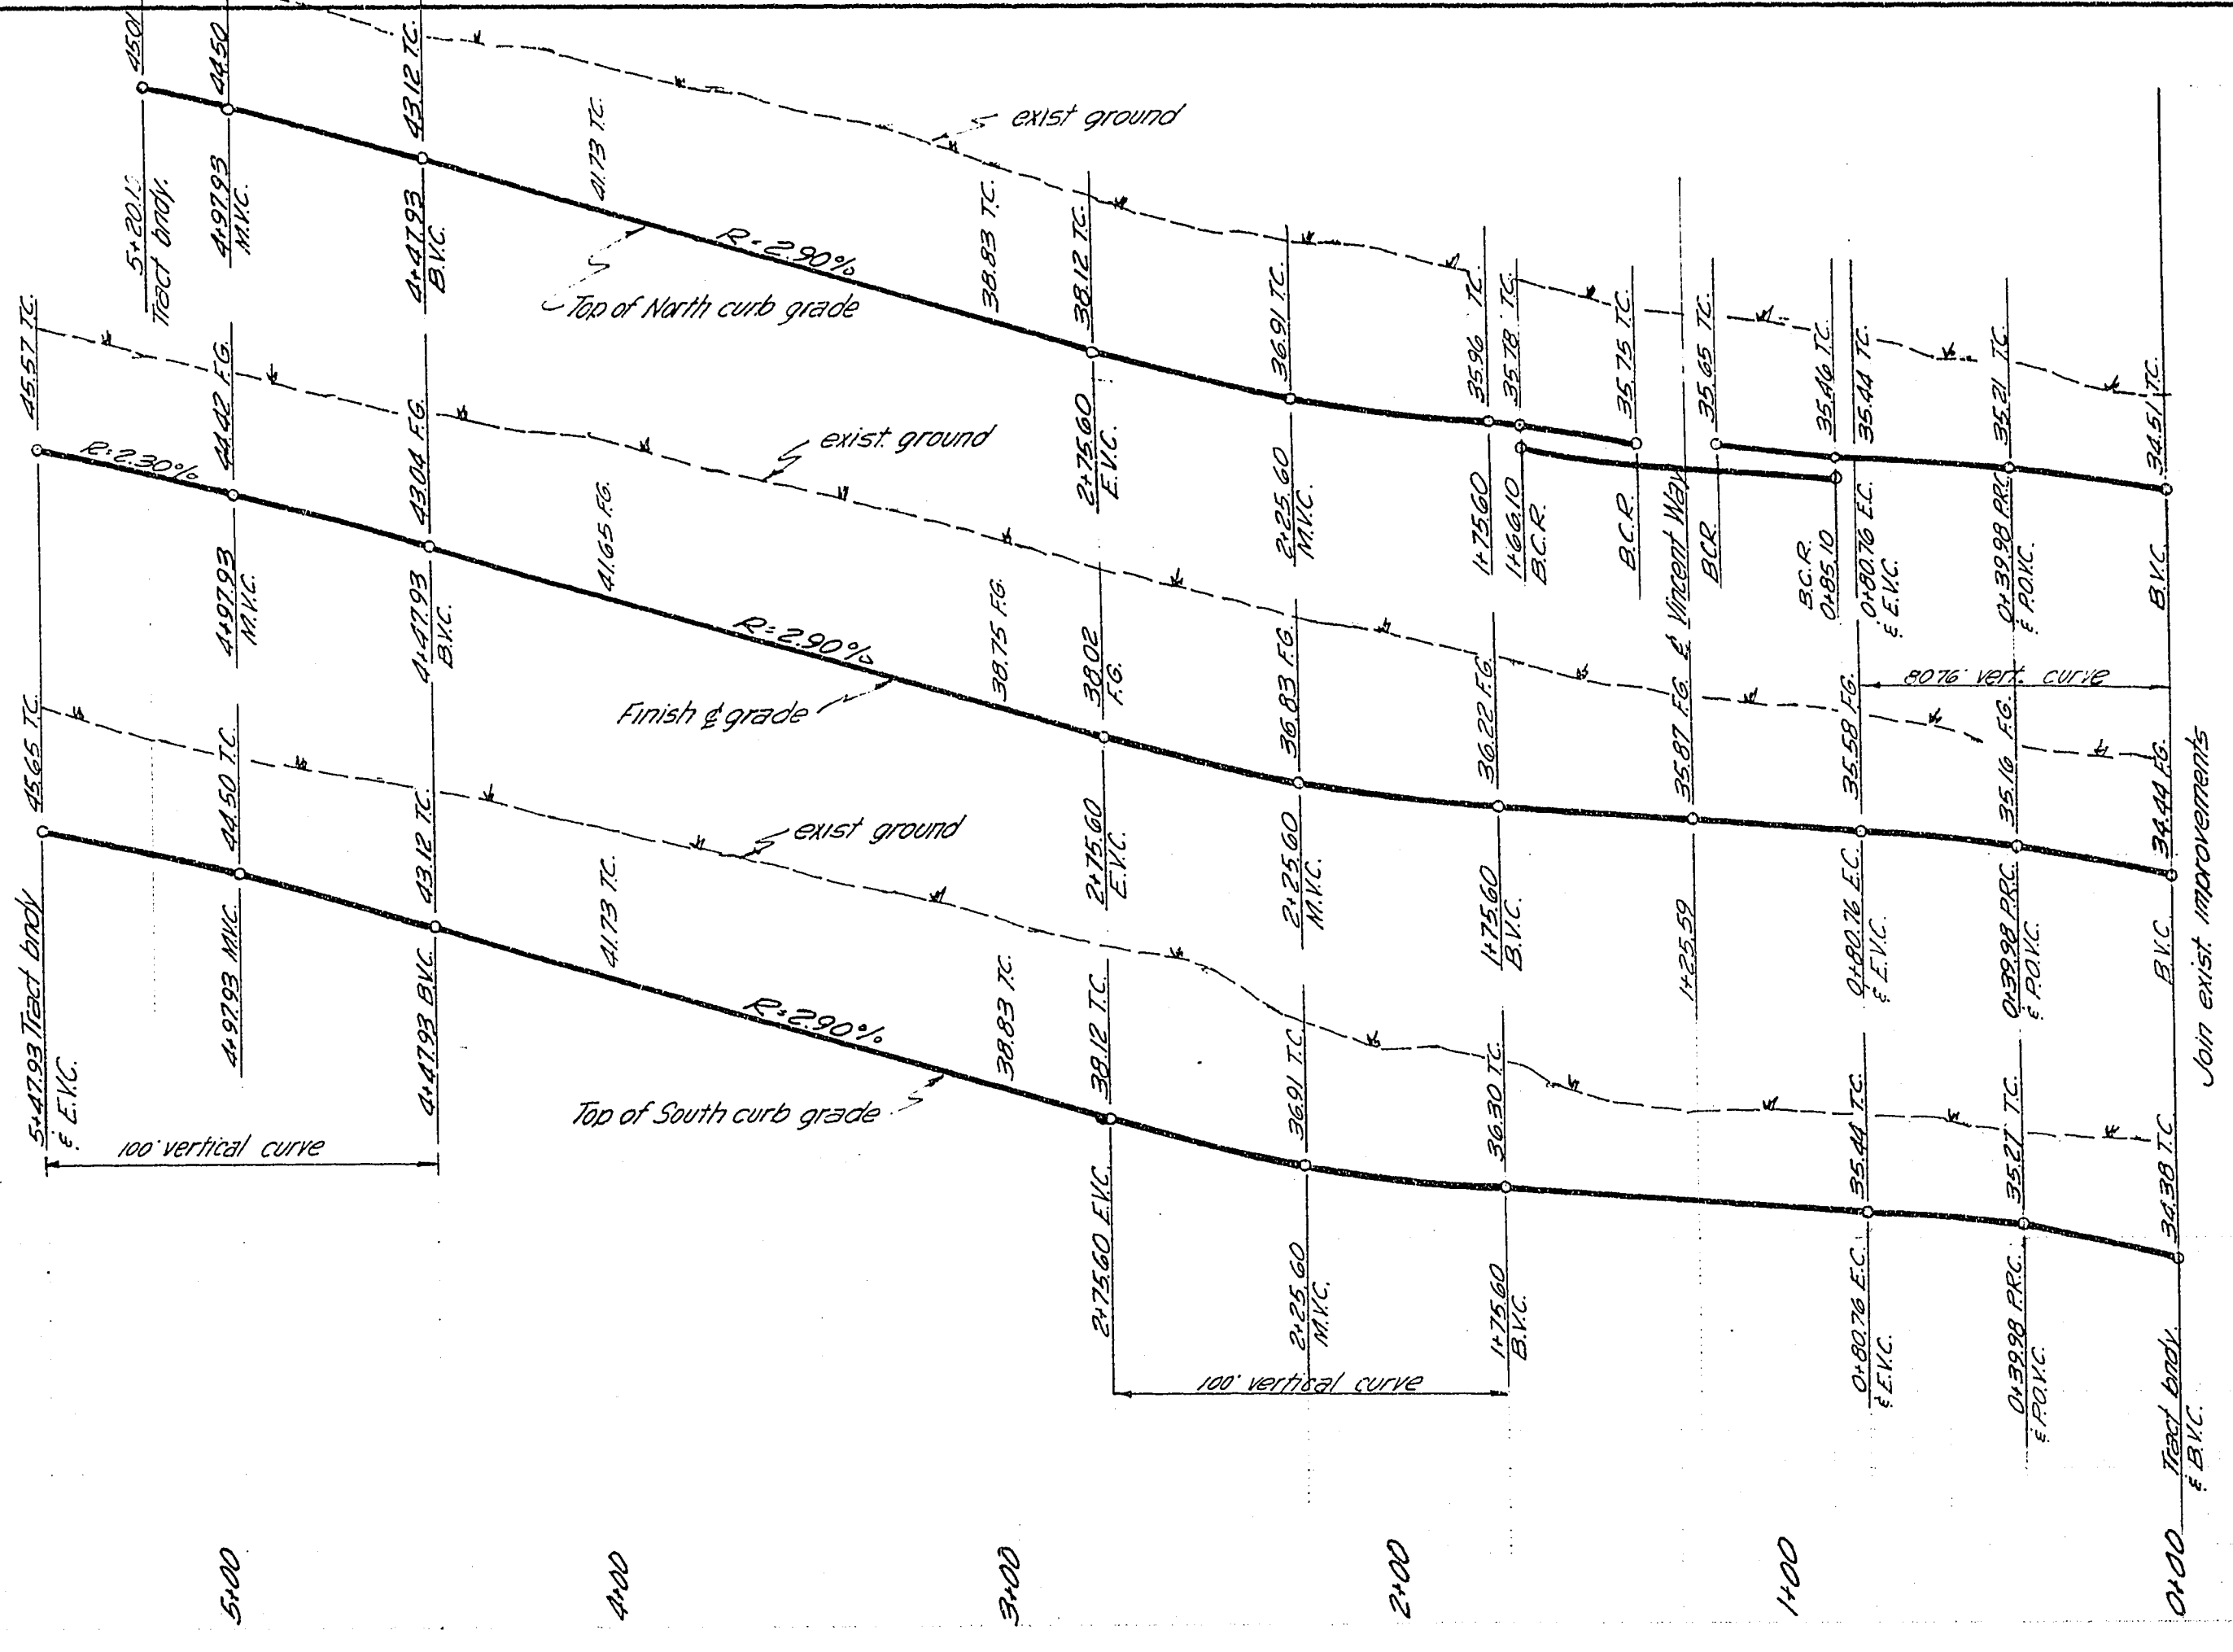 45.01
44.50
43.12 T.C.
41.73 T.C.
38.83 T.C.
38.12 T.C.
36.91 T.C.
35.96 T.C.
35.78 T.C.
35.75 T.C.
35.65 T.C.
35.46 T.C.
35.44 T.C.
35.21 T.C.
34.51 T.C.
exist ground
R=2.90%
Top of North curb grade
Tract bndy.
4+97.93
M.V.C.
4+47.93
B.V.C.
2+75.60
E.V.C.
2+25.60
M.V.C.
1+75.60
1+66.10
B.C.R.
B.C.R.
℄ Vincent Way
BCR
B.C.R.
0+85.10
0+80.76 E.C.
& E.V.C.
0+39.98 P.R.C.
& P.O.V.C.
B.V.C.
45.57 T.C.
44.42 F.G.
43.04 F.G.
41.65 F.G.
38.75 F.G.
38.02
F.G.
36.83 F.G.
36.22 F.G.
35.87 F.G.
35.58 F.G.
35.16 F.G.
34.44 F.G.
R=2.30%
exist. ground
R=2.90%
Finish ℄ grade
80.76' vert. curve
4+97.93
M.V.C.
4+47.93
B.V.C.
2+75.60
E.V.C.
2+25.60
M.V.C.
1+75.60
B.V.C.
1+25.59
0+80.76 E.C.
& E.V.C.
0+39.98 P.R.C.
& P.O.V.C.
B.V.C.
Join exist. improvements
45.65 T.C.
44.50 T.C.
43.12 T.C.
41.73 T.C.
38.83 T.C.
38.12 T.C.
36.91 T.C.
36.30 T.C.
35.44 T.C.
35.27 T.C.
34.38 T.C.
exist ground
R=2.90%
Top of South curb grade
5+47.93 Tract bndy
& E.V.C.
4+97.93 M.V.C.
4+47.93 B.V.C.
100' vertical curve
2+75.60 E.V.C.
2+25.60
M.V.C.
1+75.60
B.V.C.
100' vertical curve
0+80.76 E.C.
& E.V.C.
0+39.98 P.R.C.
& P.O.V.C.
Tract bndy.
& B.V.C.
5+00
4+00
3+00
2+00
1+00
0+00